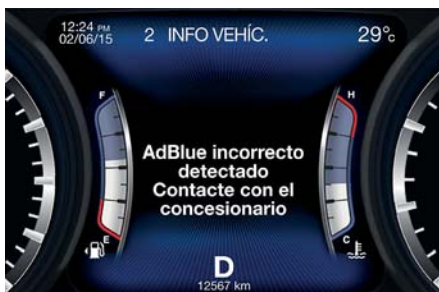 12:24 PM
02/06/15
2 INFO VEHÍC.
29°c
F
H
AdBlue incorrecto
detectado
Contacte con el
concesionario
E
C
D
12567 km